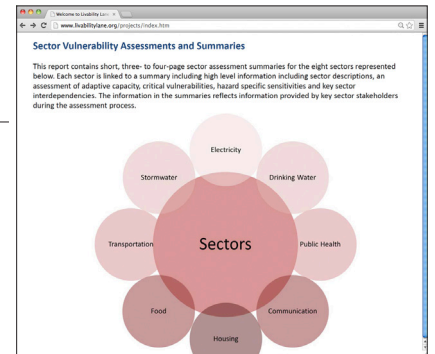 Welcome to Livability Lane
www.livabilitylane.org/projects/index.htm
Sector Vulnerability Assessments and Summaries
This report contains short, three- to four-page sector assessment summaries for the eight sectors represented
below. Each sector is linked to a summary including high level information including sector descriptions, an
assessment of adaptive capacity, critical vulnerabilities, hazard specific sensitivities and key sector
interdependencies. The information in the summaries reflects information provided by key sector stakeholders
during the assessment process.
Electricity
Stormwater
Drinking Water
Transportation
Sectors
Public Health
Food
Communication
Housing